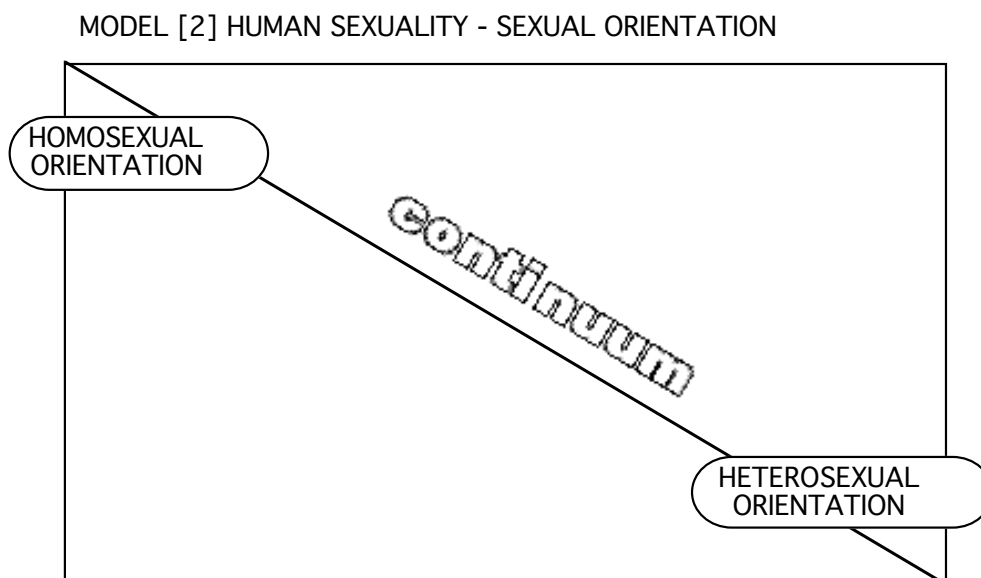 MODEL [2] HUMAN SEXUALITY - SEXUAL ORIENTATION
HOMOSEXUAL
ORIENTATION
continuum
HETEROSEXUAL
ORIENTATION